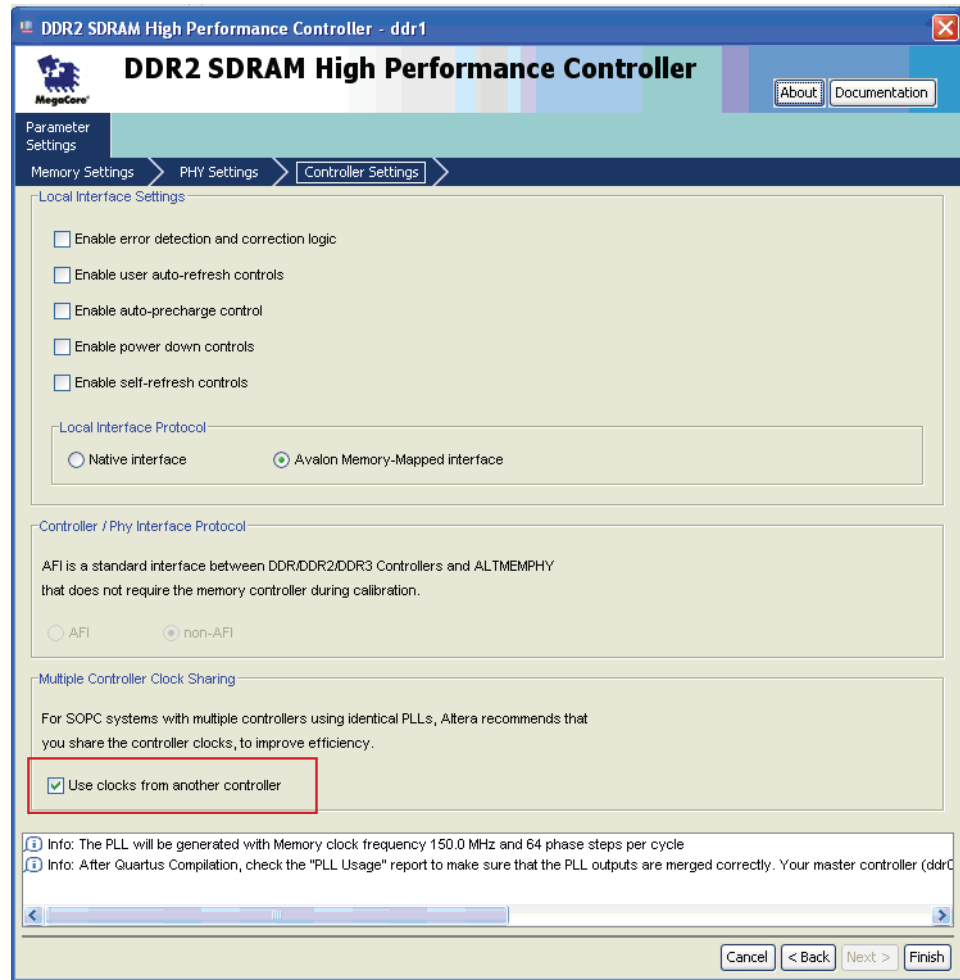 DDR2 SDRAM High Performance Controller - ddr1
DDR2 SDRAM High Performance Controller
MegaCore®
About
Documentation
Parameter
Settings
Memory Settings
PHY Settings
Controller Settings
Local Interface Settings
Enable error detection and correction logic
Enable user auto-refresh controls
Enable auto-precharge control
Enable power down controls
Enable self-refresh controls
Local Interface Protocol
Native interface
Avalon Memory-Mapped interface
Controller / Phy Interface Protocol
AFI is a standard interface between DDR/DDR2/DDR3 Controllers and ALTMEMPHY
that does not require the memory controller during calibration.
AFI
non-AFI
Multiple Controller Clock Sharing
For SOPC systems with multiple controllers using identical PLLs, Altera recommends that
you share the controller clocks, to improve efficiency.
Use clocks from another controller
Info: The PLL will be generated with Memory clock frequency 150.0 MHz and 64 phase steps per cycle
Info: After Quartus Compilation, check the "PLL Usage" report to make sure that the PLL outputs are merged correctly. Your master controller (ddr0
Cancel
< Back
Next >
Finish